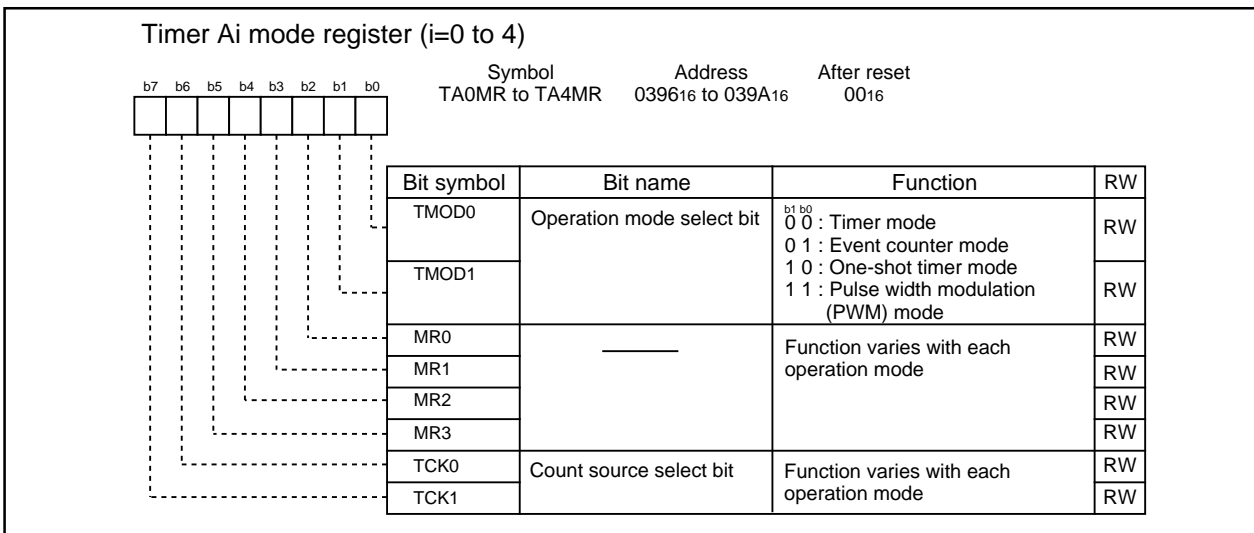 Timer Ai mode register (i=0 to 4)
Symbol Address After reset
TA0MR to TA4MR 039616 to 039A16 0016
b7 b6 b5 b4 b3 b2 b1 b0
Bit symbol Bit name Function RW
TMOD0 Operation mode select bit b1 b0
0 0 : Timer mode RW
0 1 : Event counter mode
TMOD1 1 0 : One-shot timer mode
1 1 : Pulse width modulation RW
(PWM) mode
MR0 Function varies with each RW
MR1 operation mode RW
MR2 RW
MR3 RW
TCK0 Count source select bit Function varies with each RW
TCK1 operation mode RW